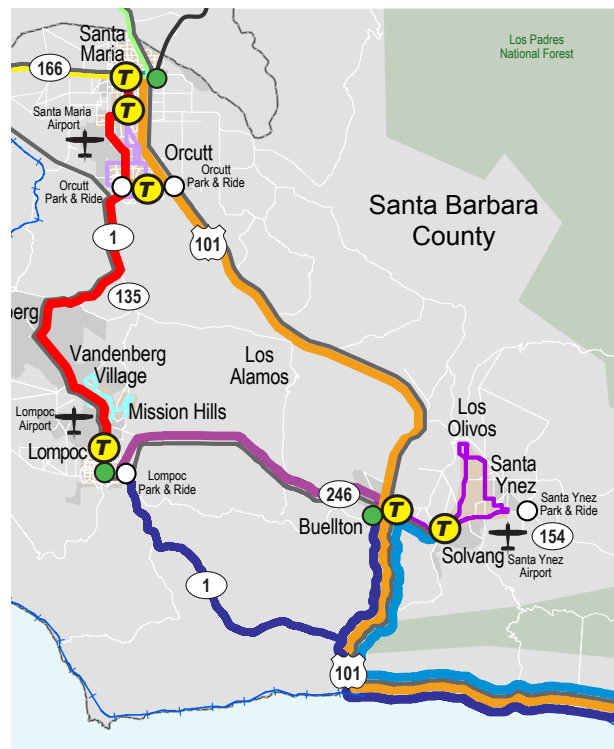 Santa
Maria
Los Padres
National Forest
166
T
T
Santa Maria
Airport
Orcutt
Orcutt
Park & Ride
Orcutt
Park & Ride
T
Santa Barbara
County
1
101
135
berg
Vandenberg
Village
Los
Alamos
Mission Hills
Los
Olivos
Lompoc
Airport
T
Lompoc
Santa
Ynez
Lompoc
Park & Ride
246
Santa Ynez
Park & Ride
T
Buellton
T
154
Solvang
Santa Ynez
Airport
1
101